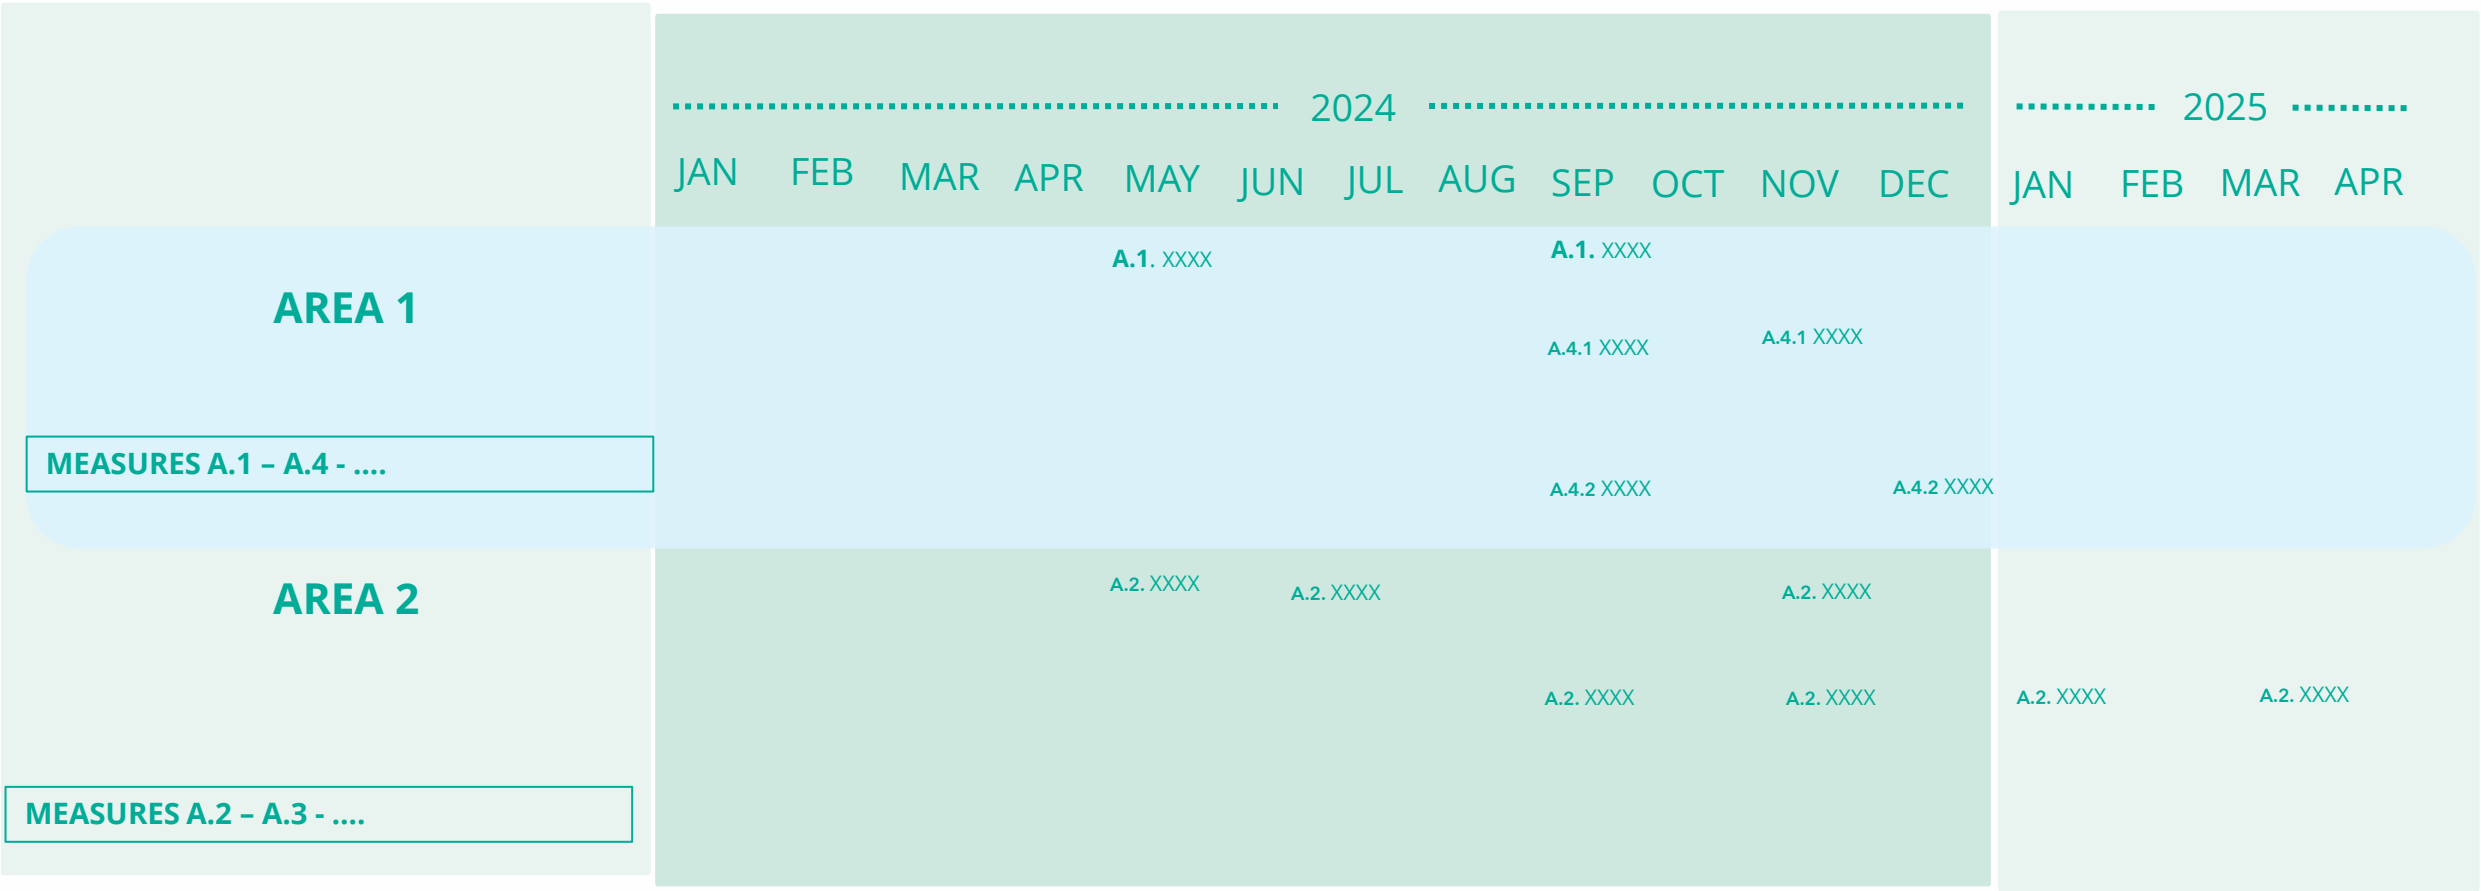 2024 2025
JAN FEB MAR APR MAY JUN JUL AUG SEP OCT NOV DEC JAN FEB MAR APR
A.1. XXXX A.1. XXXX
AREA 1
A.4.1 XXXX A.4.1 XXXX
MEASURES A.1 – A.4 - ....
A.4.2 XXXX A.4.2 XXXX
AREA 2
A.2. XXXX A.2. XXXX A.2. XXXX
A.2. XXXX A.2. XXXX A.2. XXXX A.2. XXXX
MEASURES A.2 – A.3 - ....